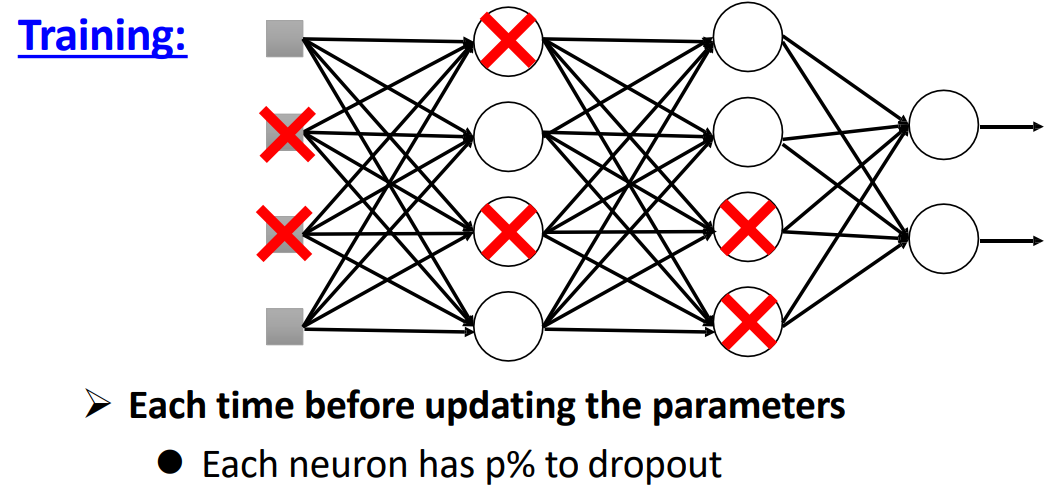 Training:
➢ Each time before updating the parameters
● Each neuron has p% to dropout